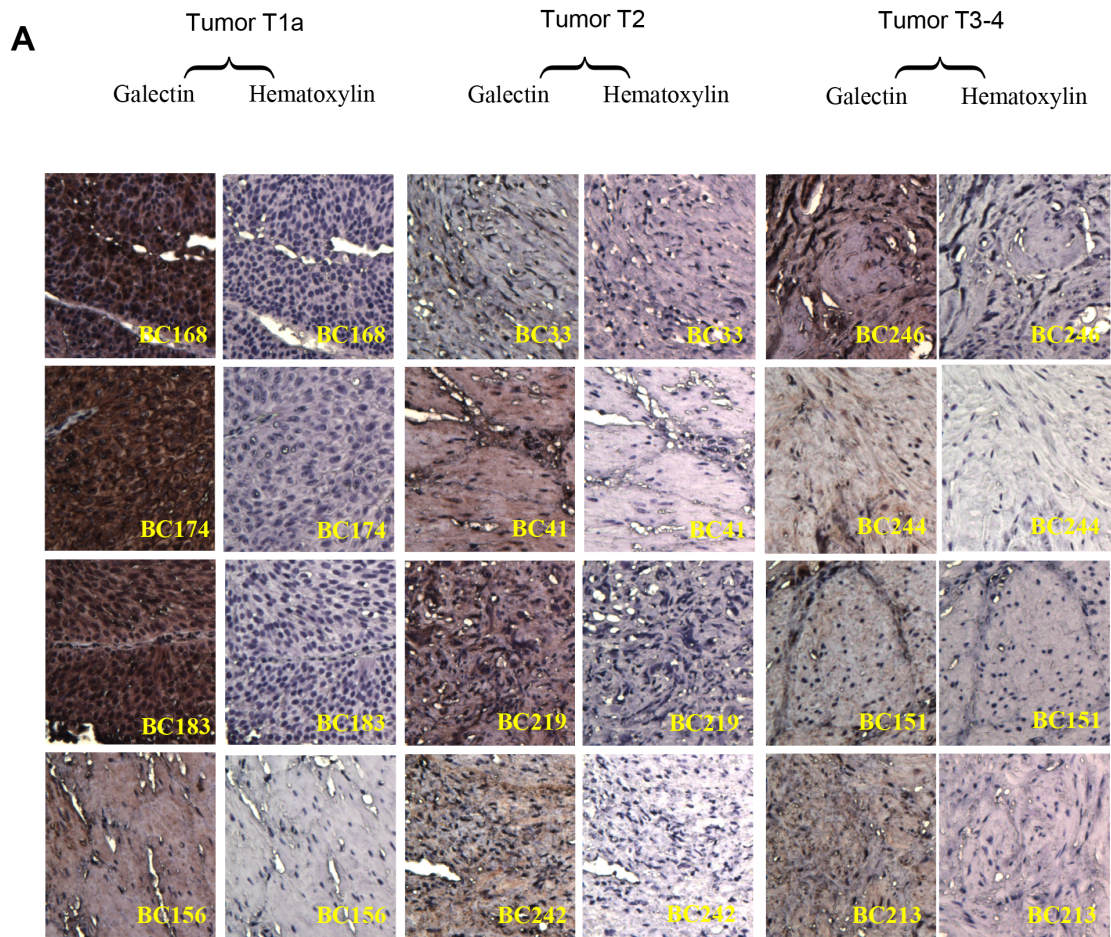 A
Tumor T1a Tumor T2 Tumor T3-4
Galectin Hematoxylin Galectin Hematoxylin Galectin Hematoxylin
BC168 BC168 BC33 BC33 BC246 BC246
BC174 BC174 BC41 BC41 BC244 BC244
BC183 BC183 BC219 BC219 BC151 BC151
BC156 BC156 BC242 BC242 BC213 BC213